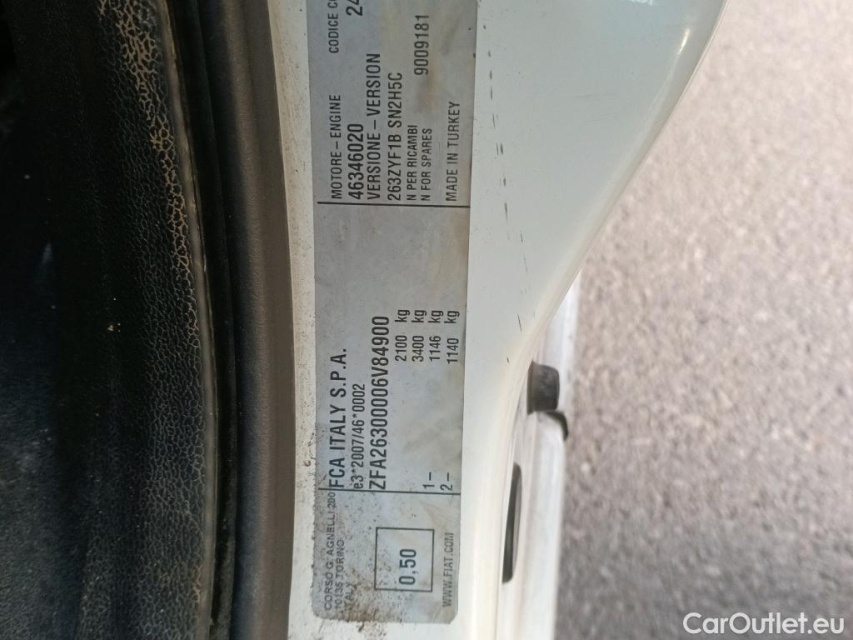 CORSO G. AGNELLI 200
10135 TORINO
0,50
WWW.FIAT.COM
FCA ITALY S.P.A.
e3*2007/46*0002
ZFA26300006V84900
2100 kg
3400 kg
1- 1146 kg
2- 1140 kg
MOTORE-ENGINE CODICE
46346020 24
VERSIONE-VERSION
263ZYF1B SN2H5C
N PER RICAMBI
N FOR SPARES 9009181
MADE IN TURKEY
CarOutlet.eu